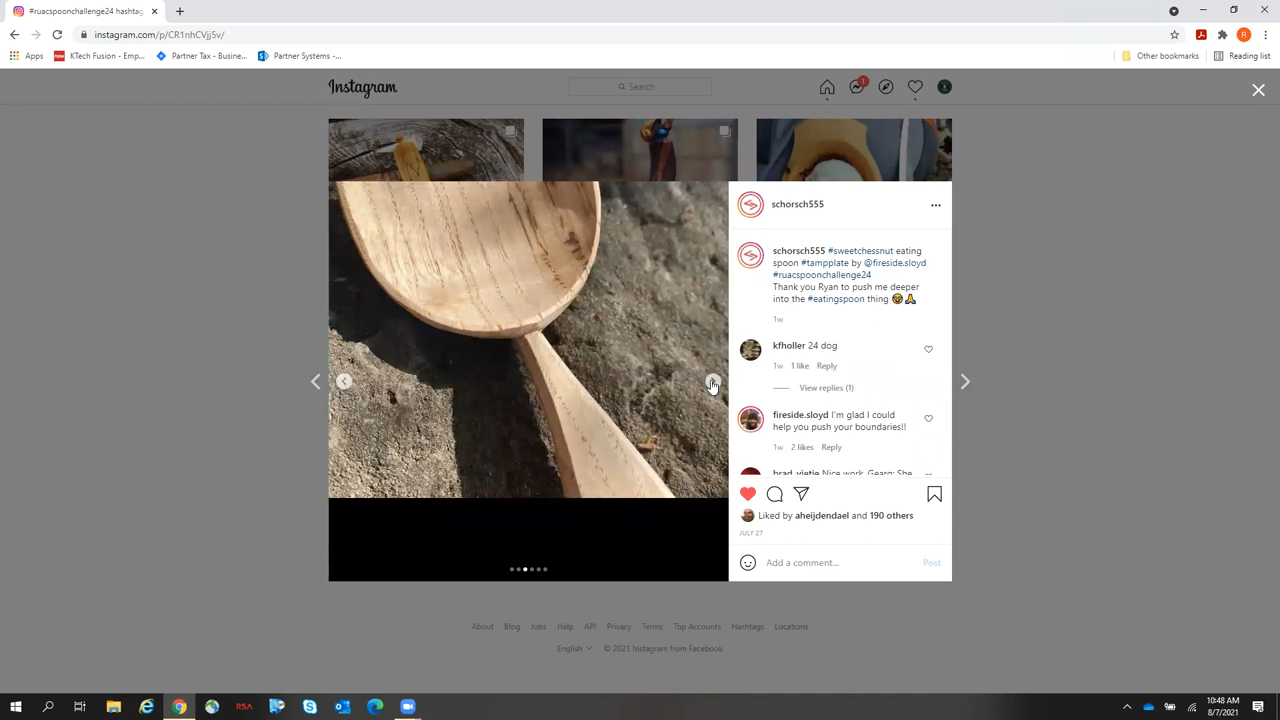 #ruacspoonchallenge24 hashtag
instagram.com/p/CR1nhCVjj5v/
R
Apps
KTech Fusion - Emp...
Partner Tax - Busine...
Partner Systems -...
Other bookmarks
Reading list
Instagram
Search
1
schorsch555
schorsch555 #sweetchessnut eating
spoon #tampplate by @fireside.sloyd
#ruacspoonchallenge24
Thank you Ryan to push me deeper
into the #eatingspoon thing
1w
kfholler 24 dog
1w 1 like Reply
View replies (1)
fireside.sloyd I'm glad I could
help you push your boundaries!!
1w 2 likes Reply
Liked by aheijdendael and 190 others
JULY 27
Add a comment...
Post
About Blog Jobs Help API Privacy Terms Top Accounts Hashtags Locations
English © 2021 Instagram from Facebook
RSA
10:48 AM
8/7/2021